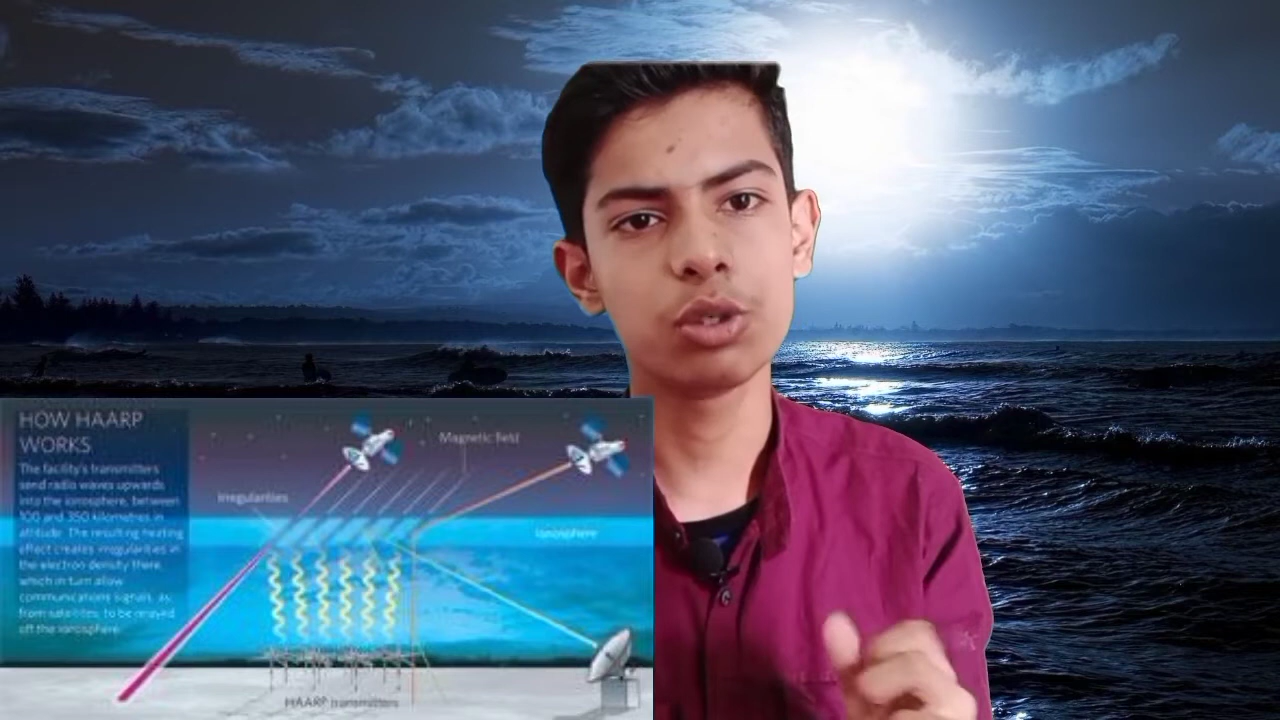 HOW HAARP
WORKS
The facility's transmitters
send radio waves upwards
into the ionosphere, between
100 and 350 kilometres in
altitude. The resulting heating
effect creates irregularities in
the electron density there,
which in turn allow
communications signals, as
from satellites, to be relayed
off the ionosphere.
Magnetic field
Irregularities
Ionosphere
HAARP transmitters